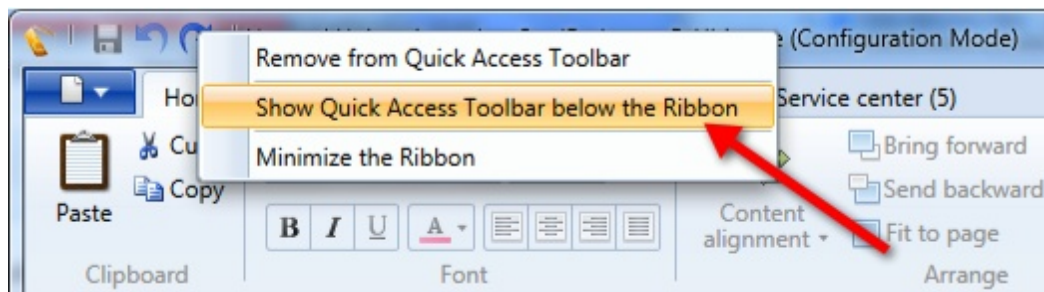 (Configuration Mode)
Remove from Quick Access Toolbar
Show Quick Access Toolbar below the Ribbon
Minimize the Ribbon
Service center (5)
Paste
Copy
Clipboard
B I U A
Font
Content
alignment
Bring forward
Send backward
Fit to page
Arrange